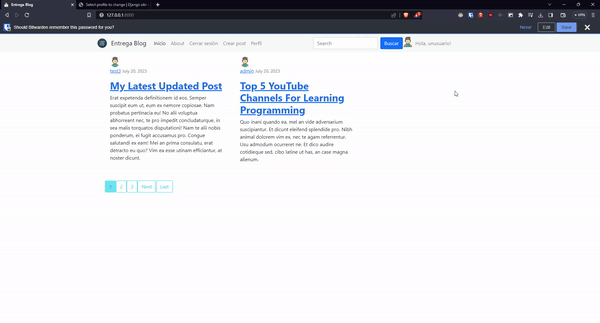 Entrega Blog
Select profile to change | Django site
127.0.0.1:8000
Should Bitwarden remember this password for you?
Never
Edit
Save
Entrega Blog
Inicio
About
Cerrar sesión
Crear post
Perfil
Search
Buscar
Hola, unusuario!
test3 July 20, 2023
My Latest Updated Post
Erat expetenda definitionem id eos. Semper
suscipit eum ut, eum ex nemore copiosae. Nam
probatus pertinacia eu! No alii voluptua
abhorreant nec, te pro impedit concludaturque, in
sea malis torquatos disputationi! Nam te alii nobis
ponderum, ei fugit accusamus pro. Congue
salutandi ex eam! Mei an prima consulatu, erat
detracto eu quo? Vim ea esse utinam efficiantur, at
noster dicunt.
admin July 20, 2023
Top 5 YouTube
Channels For Learning
Programming
Quo inani quando ea, mel an vide adversarium
suscipiantur. Et dicunt eleifend splendide pro. Nibh
animal dolorem vim ex, nec te agam referrentur.
Usu admodum ocurreret ne. Et dico audire
cotidieque sed, cibo latine ut has, an case magna
alienum.
1
2
3
Next
Last